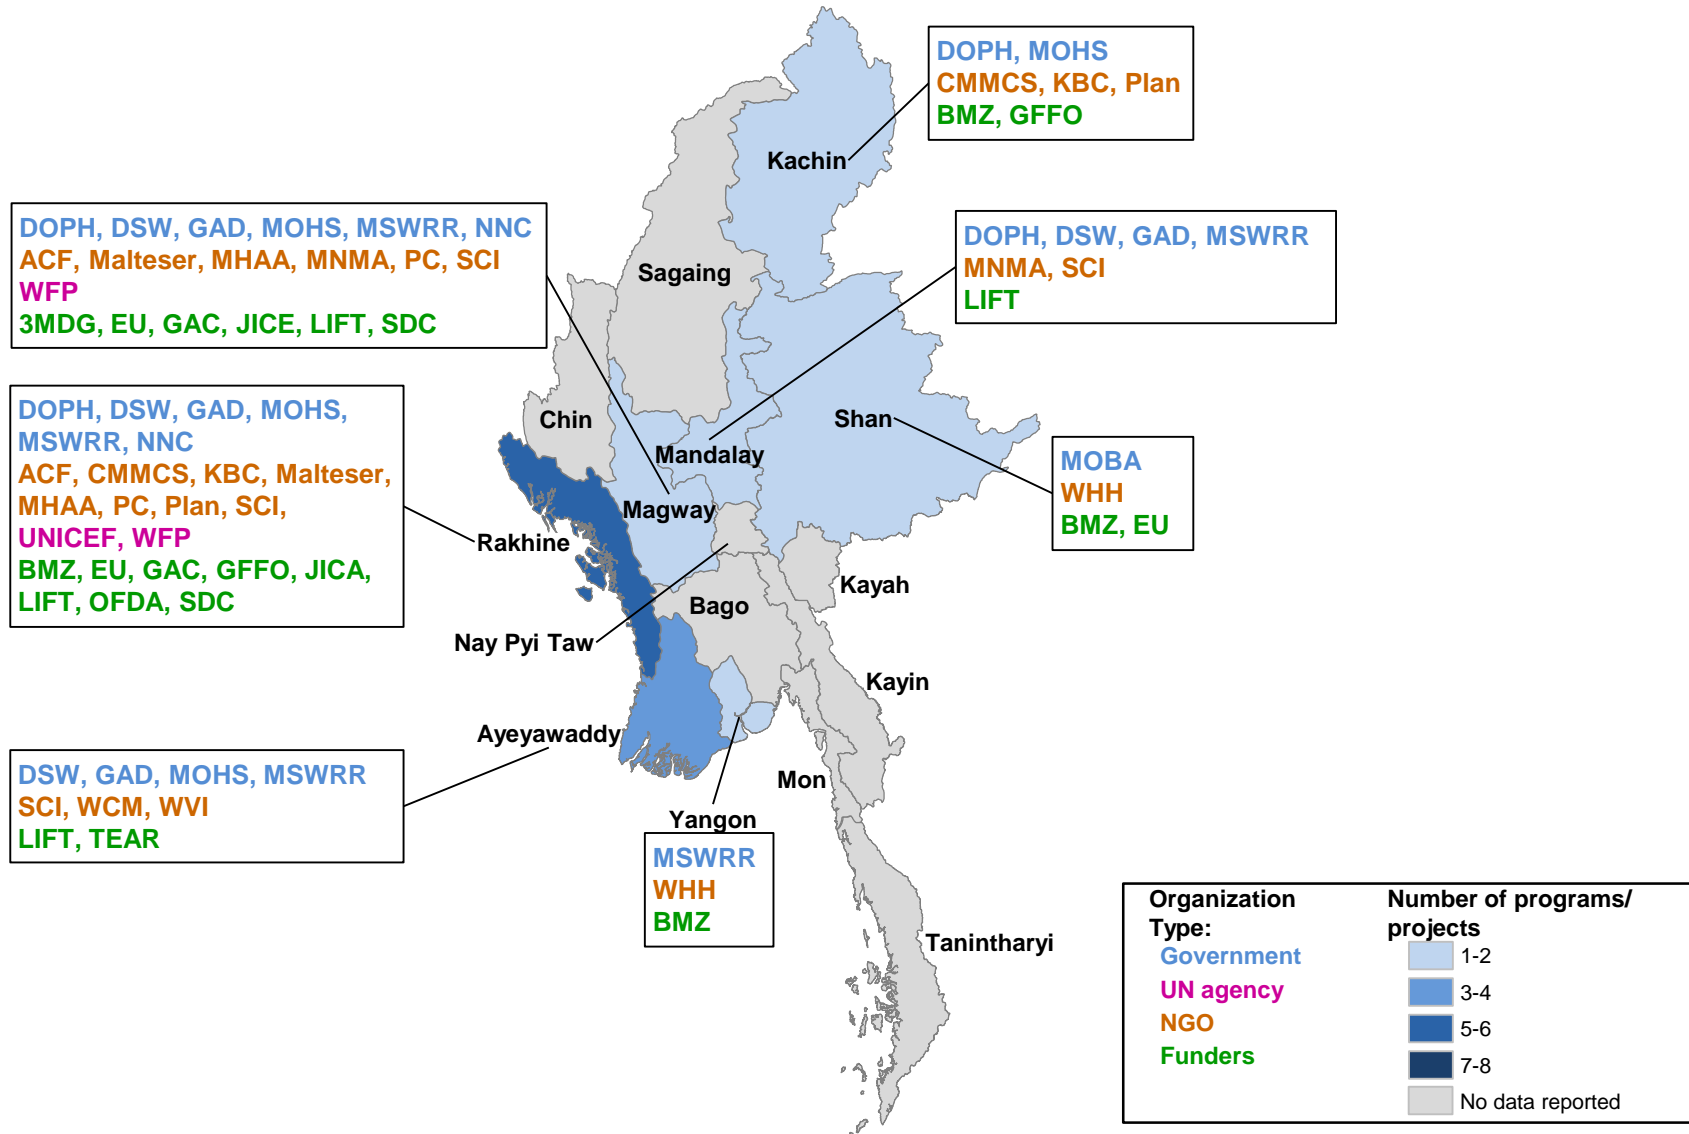 DOPH, MOHS
CMMCS, KBC, Plan
BMZ, GFFO
Kachin
DOPH, DSW, GAD, MOHS, MSWRR, NNC
ACF, Malteser, MHAA, MNMA, PC, SCI
WFP
3MDG, EU, GAC, JICE, LIFT, SDC
DOPH, DSW, GAD, MSWRR
MNMA, SCI
LIFT
Sagaing
DOPH, DSW, GAD, MOHS,
MSWRR, NNC
ACF, CMMCS, KBC, Malteser,
MHAA, PC, Plan, SCI,
UNICEF, WFP
BMZ, EU, GAC, GFFO, JICA,
LIFT, OFDA, SDC
Chin
Shan
Mandalay
MOBA
WHH
BMZ, EU
Magway
Rakhine
Kayah
Bago
Nay Pyi Taw
Kayin
Ayeyawaddy
DSW, GAD, MOHS, MSWRR
SCI, WCM, WVI
LIFT, TEAR
Mon
Yangon
MSWRR
WHH
BMZ
Tanintharyi
Organization
Type:
Government
UN agency
NGO
Funders
Number of programs/
projects
1-2
3-4
5-6
7-8
No data reported